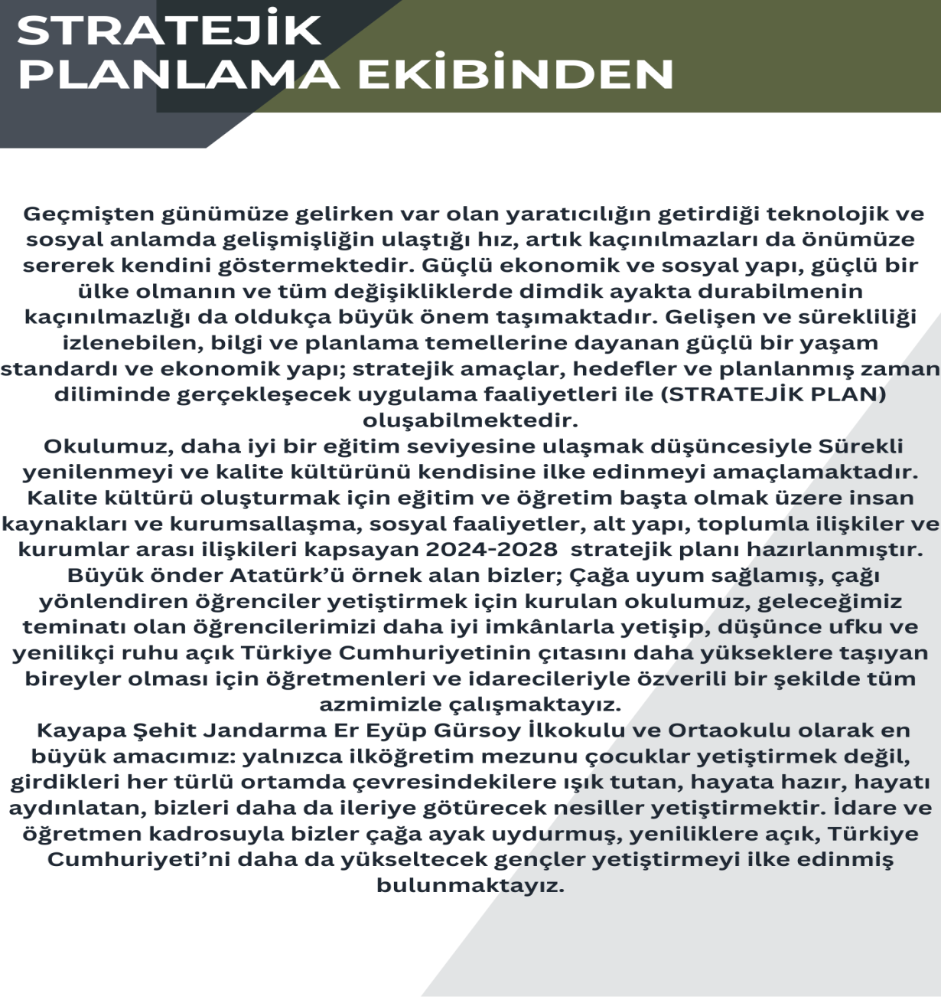 STRATEJİK
PLANLAMA EKİBİNDEN
Geçmişten günümüze gelirken var olan yaratıcılığın getirdiği teknolojik ve
sosyal anlamda gelişmişliğin ulaştığı hız, artık kaçınılmazları da önümüze
sererek kendini göstermektedir. Güçlü ekonomik ve sosyal yapı, güçlü bir
ülke olmanın ve tüm değişikliklerde dimdik ayakta durabilmenin
kaçınılmazlığı da oldukça büyük önem taşımaktadır. Gelişen ve sürekliliği
izlenebilen, bilgi ve planlama temellerine dayanan güçlü bir yaşam
standardı ve ekonomik yapı; stratejik amaçlar, hedefler ve planlanmış zaman
diliminde gerçekleşecek uygulama faaliyetleri ile (STRATEJİK PLAN)
oluşabilmektedir.
Okulumuz, daha iyi bir eğitim seviyesine ulaşmak düşüncesiyle Sürekli
yenilenmeyi ve kalite kültürünü kendisine ilke edinmeyi amaçlamaktadır.
Kalite kültürü oluşturmak için eğitim ve öğretim başta olmak üzere insan
kaynakları ve kurumsallaşma, sosyal faaliyetler, alt yapı, toplumla ilişkiler ve
kurumlar arası ilişkileri kapsayan 2024-2028 stratejik planı hazırlanmıştır.
Büyük önder Atatürk’ü örnek alan bizler; Çağa uyum sağlamış, çağı
yönlendiren öğrenciler yetiştirmek için kurulan okulumuz, geleceğimiz
teminatı olan öğrencilerimizi daha iyi imkânlarla yetişip, düşünce ufku ve
yenilikçi ruhu açık Türkiye Cumhuriyetinin çıtasını daha yükseklere taşıyan
bireyler olması için öğretmenleri ve idarecileriyle özverili bir şekilde tüm
azmimizle çalışmaktayız.
Kayapa Şehit Jandarma Er Eyüp Gürsoy İlkokulu ve Ortaokulu olarak en
büyük amacımız: yalnızca ilköğretim mezunu çocuklar yetiştirmek değil,
girdikleri her türlü ortamda çevresindekilere ışık tutan, hayata hazır, hayatı
aydınlatan, bizleri daha da ileriye götürecek nesiller yetiştirmektir. İdare ve
öğretmen kadrosuyla bizler çağa ayak uydurmuş, yeniliklere açık, Türkiye
Cumhuriyeti’ni daha da yükseltecek gençler yetiştirmeyi ilke edinmiş
bulunmaktayız.